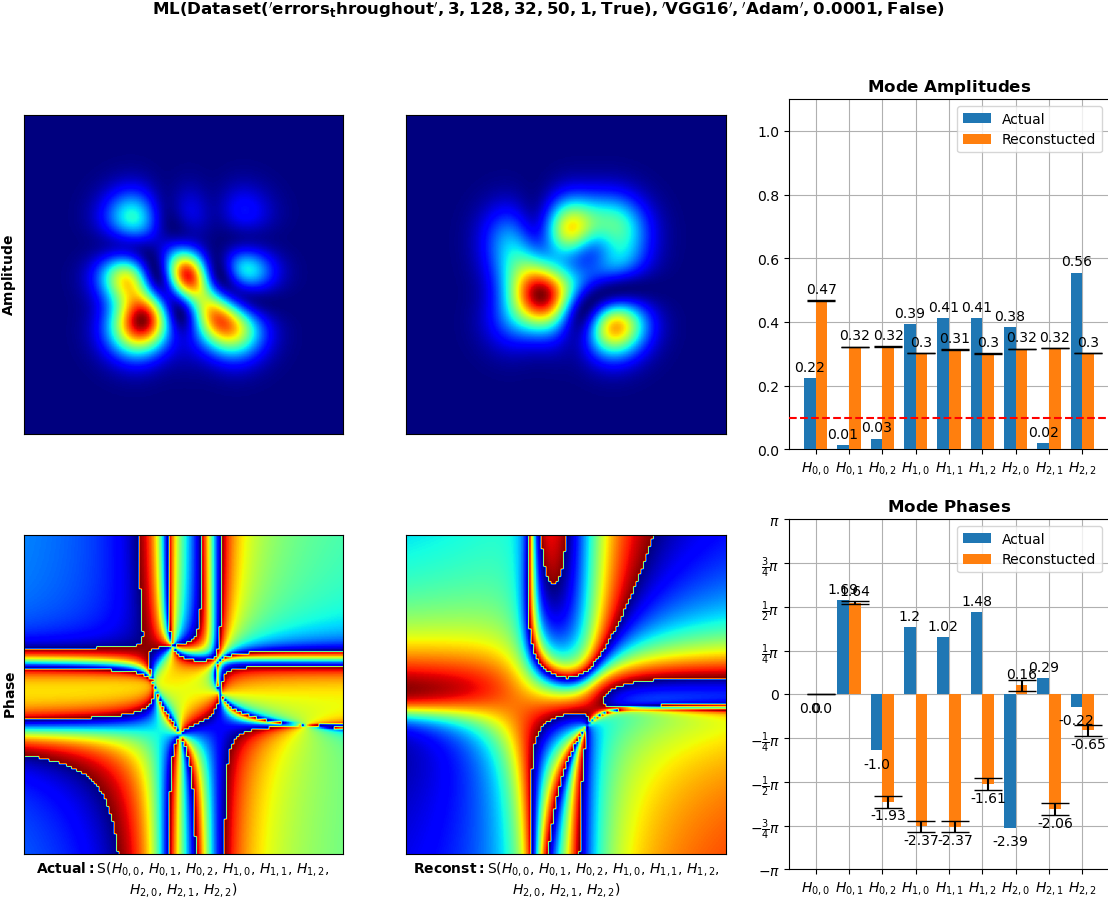 ML(Dataset('errors_throughout', 3, 128, 32, 50, 1, True), 'VGG16', 'Adam', 0.0001, False)
Amplitude
Mode Amplitudes
Actual
Reconstucted
1.0
0.8
0.6
0.4
0.2
0.0
0.22
0.47
0.01
0.32
0.03
0.32
0.39
0.3
0.41
0.31
0.41
0.3
0.38
0.32
0.02
0.32
0.56
0.3
H0,0 H0,1 H0,2 H1,0 H1,1 H1,2 H2,0 H2,1 H2,2
Phase
Actual: S(H0,0, H0,1, H0,2, H1,0, H1,1, H1,2,
H2,0, H2,1, H2,2)
Reconst: S(H0,0, H0,1, H0,2, H1,0, H1,1, H1,2,
H2,0, H2,1, H2,2)
Mode Phases
Actual
Reconstucted
π
3/4π
1/2π
1/4π
0
−1/4π
−1/2π
−3/4π
−π
0.0
0.0
1.69
1.64
-1.0
-1.93
1.2
-2.37
1.02
-2.37
1.48
-1.61
-2.39
0.16
0.29
-2.06
-0.22
-0.65
H0,0 H0,1 H0,2 H1,0 H1,1 H1,2 H2,0 H2,1 H2,2